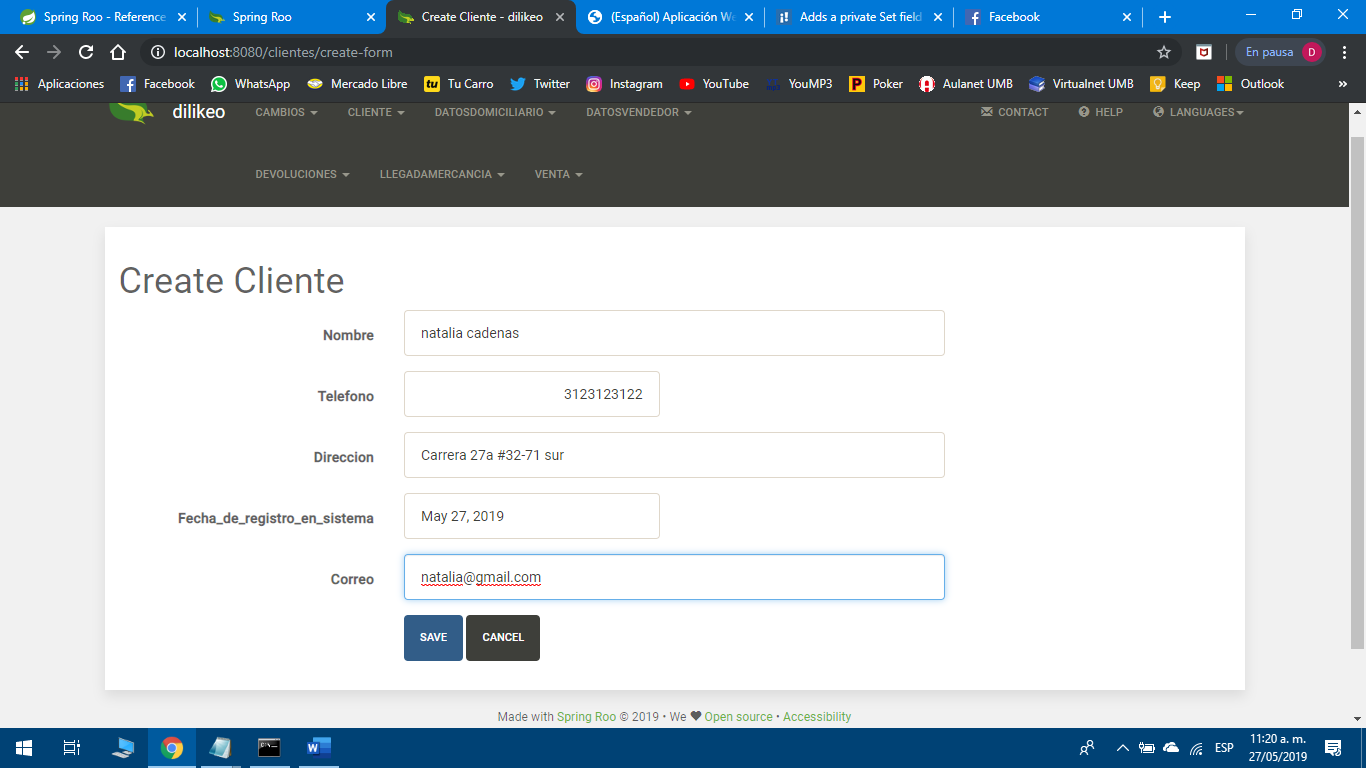 Spring Roo - Reference Spring Roo Create Cliente - dilikeo (Español) Aplicación We Adds a private Set field Facebook
localhost:8080/clientes/create-form En pausa D
Aplicaciones Facebook WhatsApp Mercado Libre tu Tu Carro Twitter Instagram YouTube YouMP3 P Poker Aulanet UMB Virtualnet UMB Keep Outlook »
dilikeo CAMBIOS CLIENTE DATOSDOMICILIARIO DATOSVENDEDOR CONTACT HELP LANGUAGES
DEVOLUCIONES LLEGADAMERCANCIA VENTA
Create Cliente
Nombre natalia cadenas
Telefono 3123123122
Direccion Carrera 27a #32-71 sur
Fecha_de_registro_en_sistema May 27, 2019
Correo natalia@gmail.com
SAVE CANCEL
Made with Spring Roo © 2019 • We ♥ Open source • Accessibility
ESP 11:20 a. m.
27/05/2019